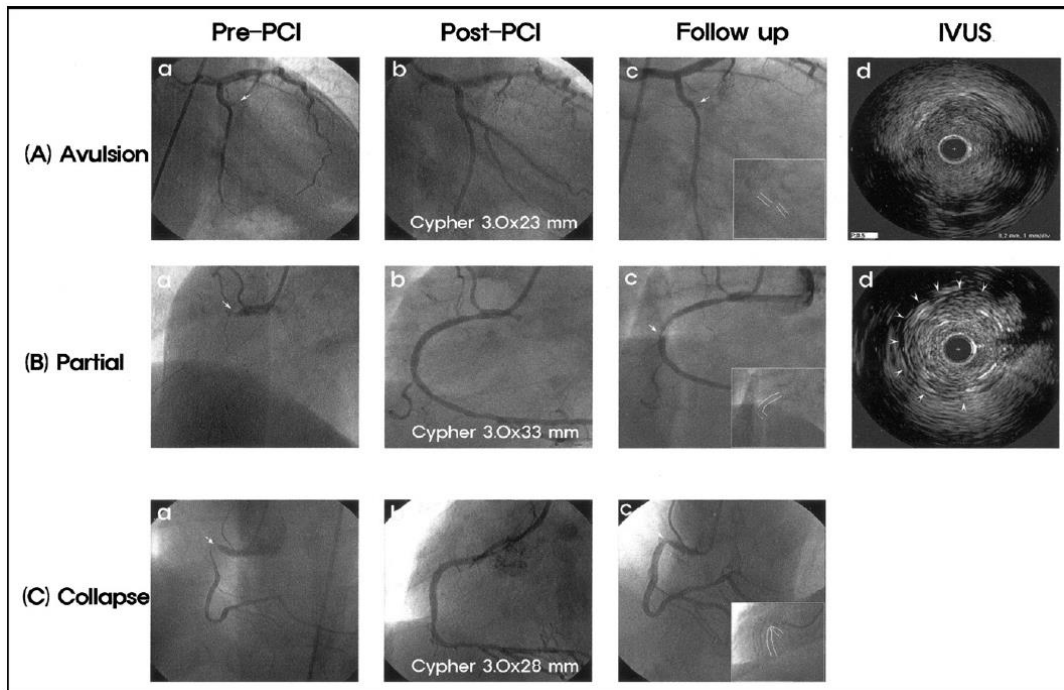 Pre-PCI Post-PCI Follow up IVUS
(A) Avulsion
a b c d
Cypher 3.0x23 mm
(B) Partial
a b c d
Cypher 3.0x33 mm
(C) Collapse
a c
Cypher 3.0x28 mm